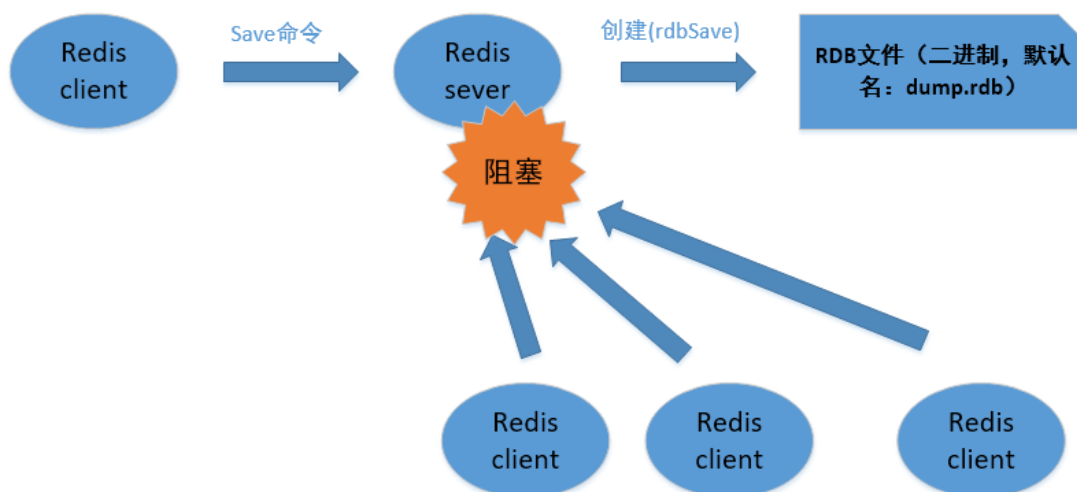 Save命令
创建(rdbSave)
Redis
client
Redis
sever
RDB文件（二进制，默认
名：dump.rdb）
阻塞
Redis
client
Redis
client
Redis
client